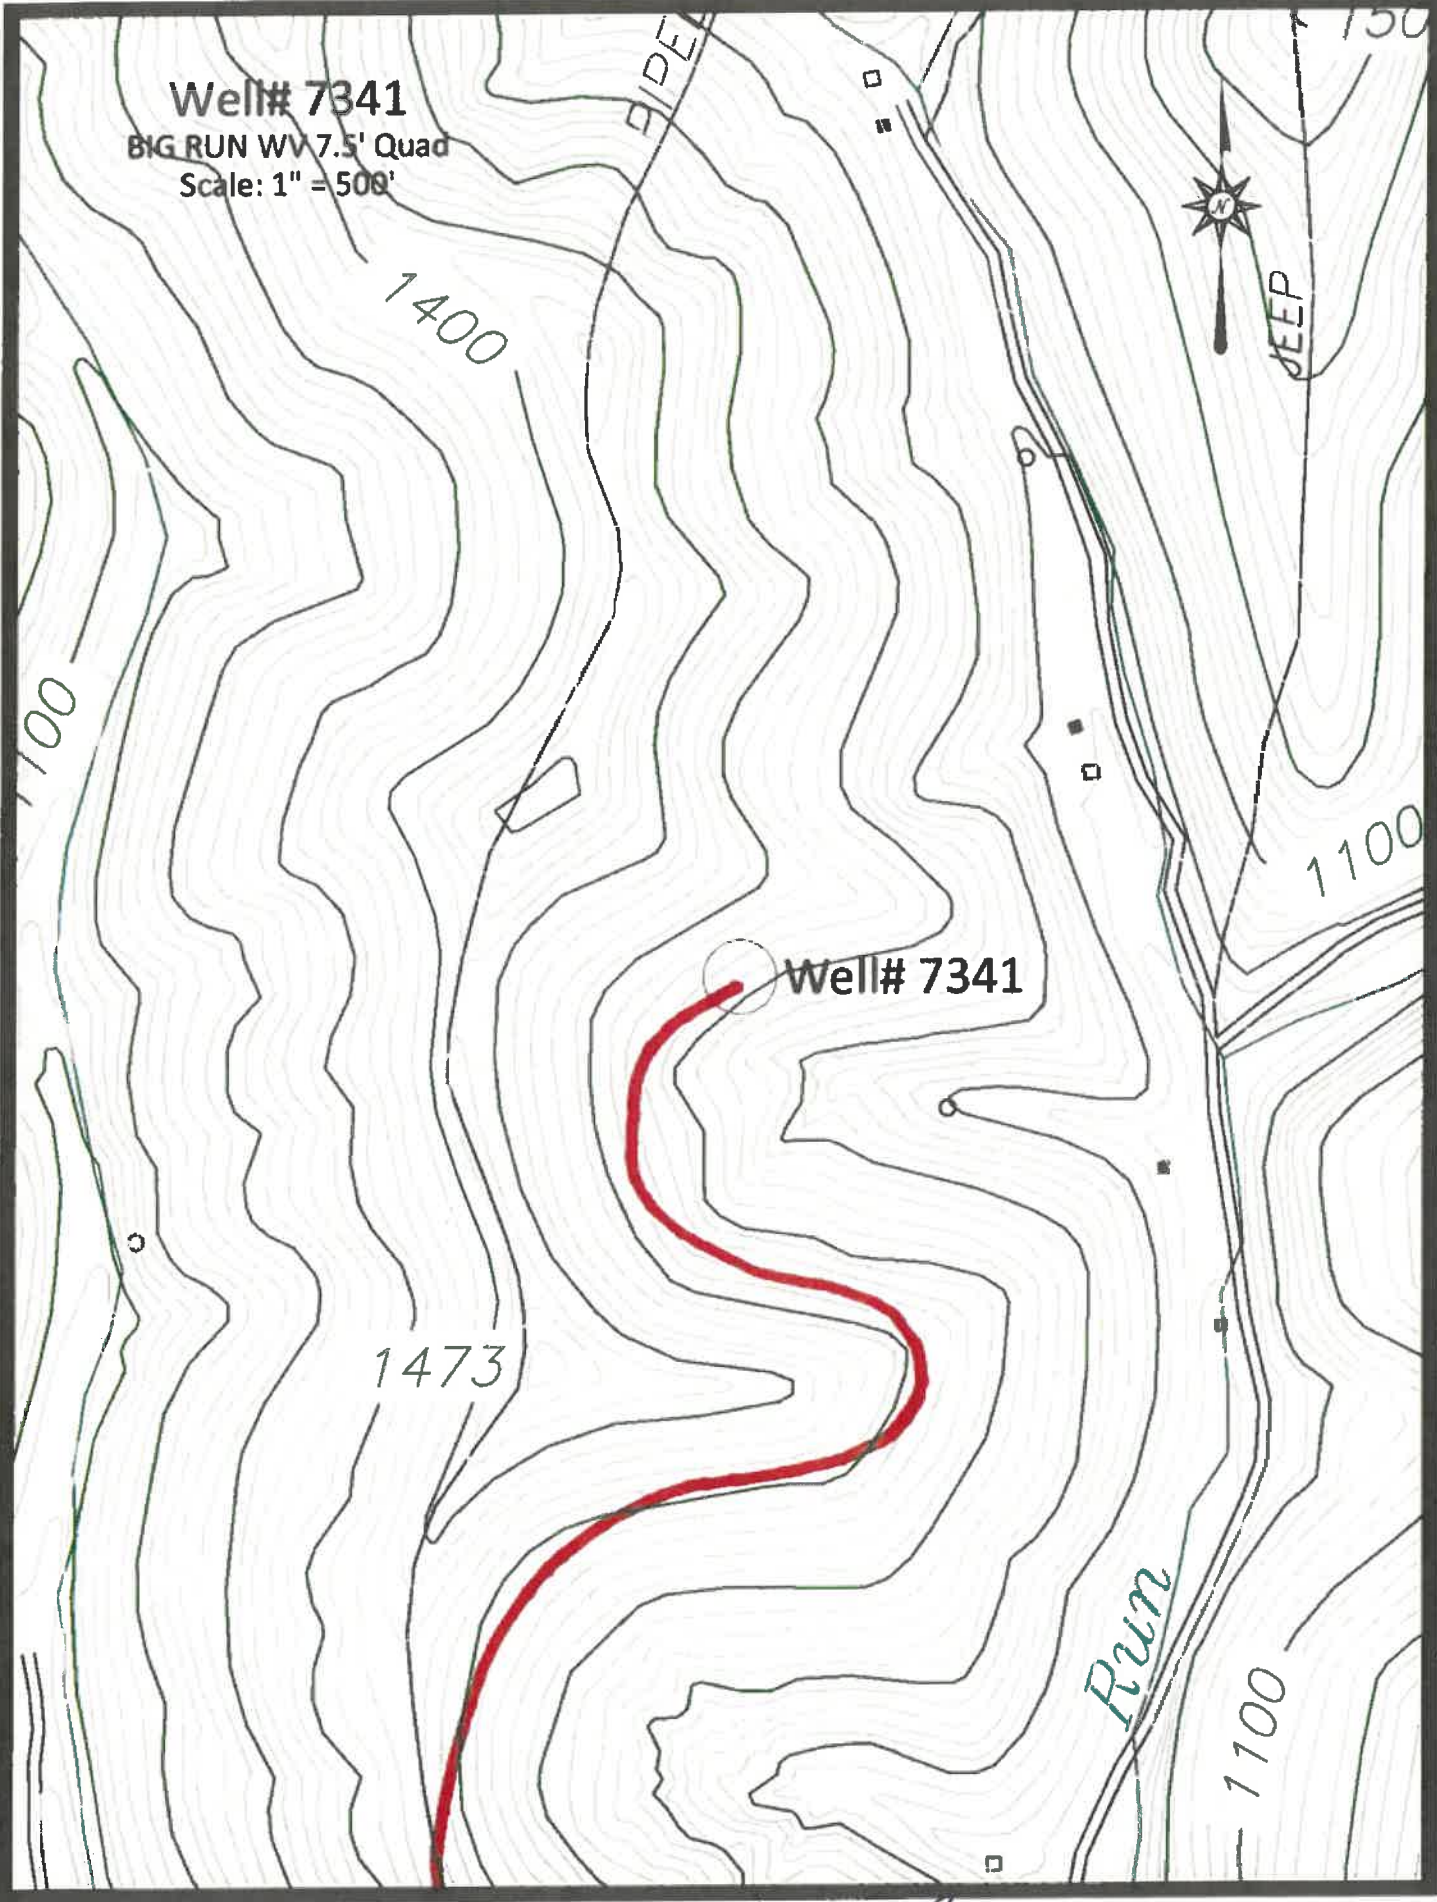 Well# 7341
BIG RUN WV 7.5' Quad
Scale: 1" = 500'
N
1400
JEEP
1100
Well# 7341
1473
Run
1100